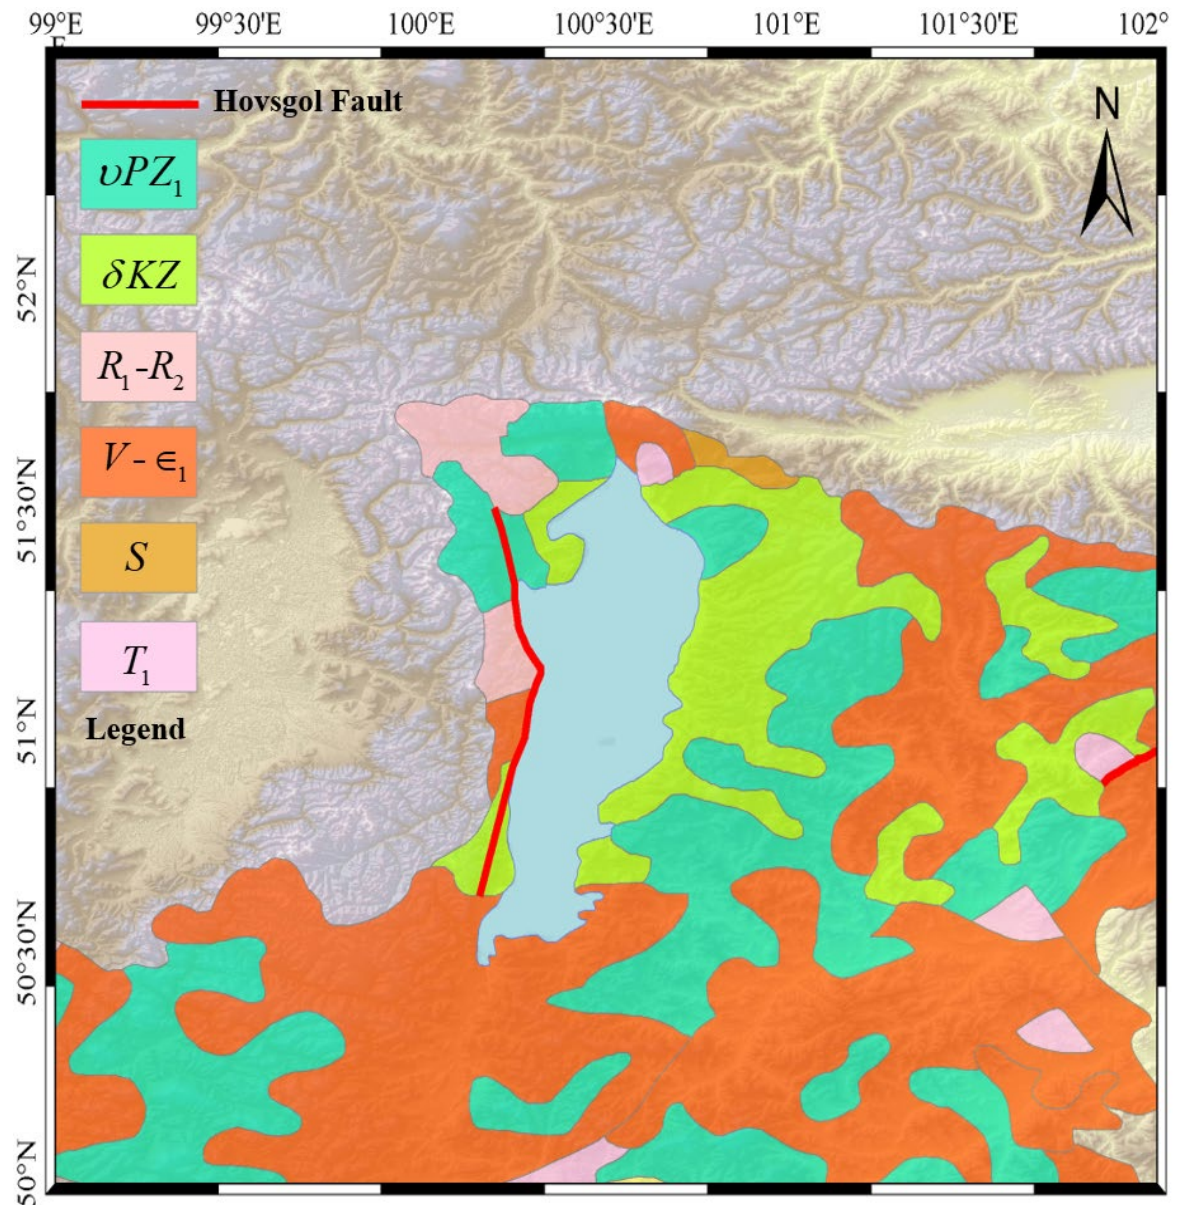 99°E 99°30'E 100°E 100°30'E 101°E 101°30'E 102°
Hovsgol Fault
N
υPZ₁
δKZ
R₁-R₂
V-∈₁
S
T₁
Legend
52°N
51°30'N
51°N
50°30'N
50°N